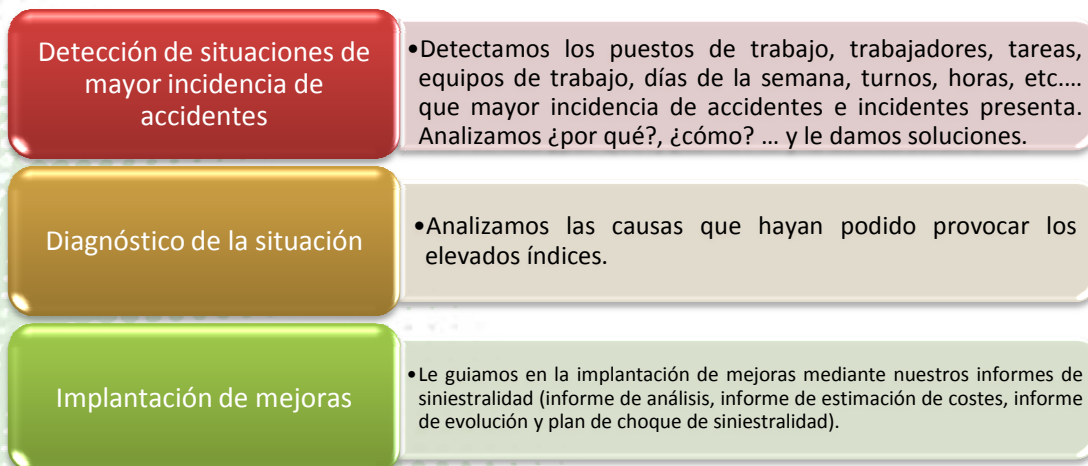 Detección de situaciones de
mayor incidencia de
accidentes
•Detectamos los puestos de trabajo, trabajadores, tareas,
equipos de trabajo, días de la semana, turnos, horas, etc....
que mayor incidencia de accidentes e incidentes presenta.
Analizamos ¿por qué?, ¿cómo? ... y le damos soluciones.
Diagnóstico de la situación
•Analizamos las causas que hayan podido provocar los
elevados índices.
Implantación de mejoras
•Le guiamos en la implantación de mejoras mediante nuestros informes de
siniestralidad (informe de análisis, informe de estimación de costes, informe
de evolución y plan de choque de siniestralidad).